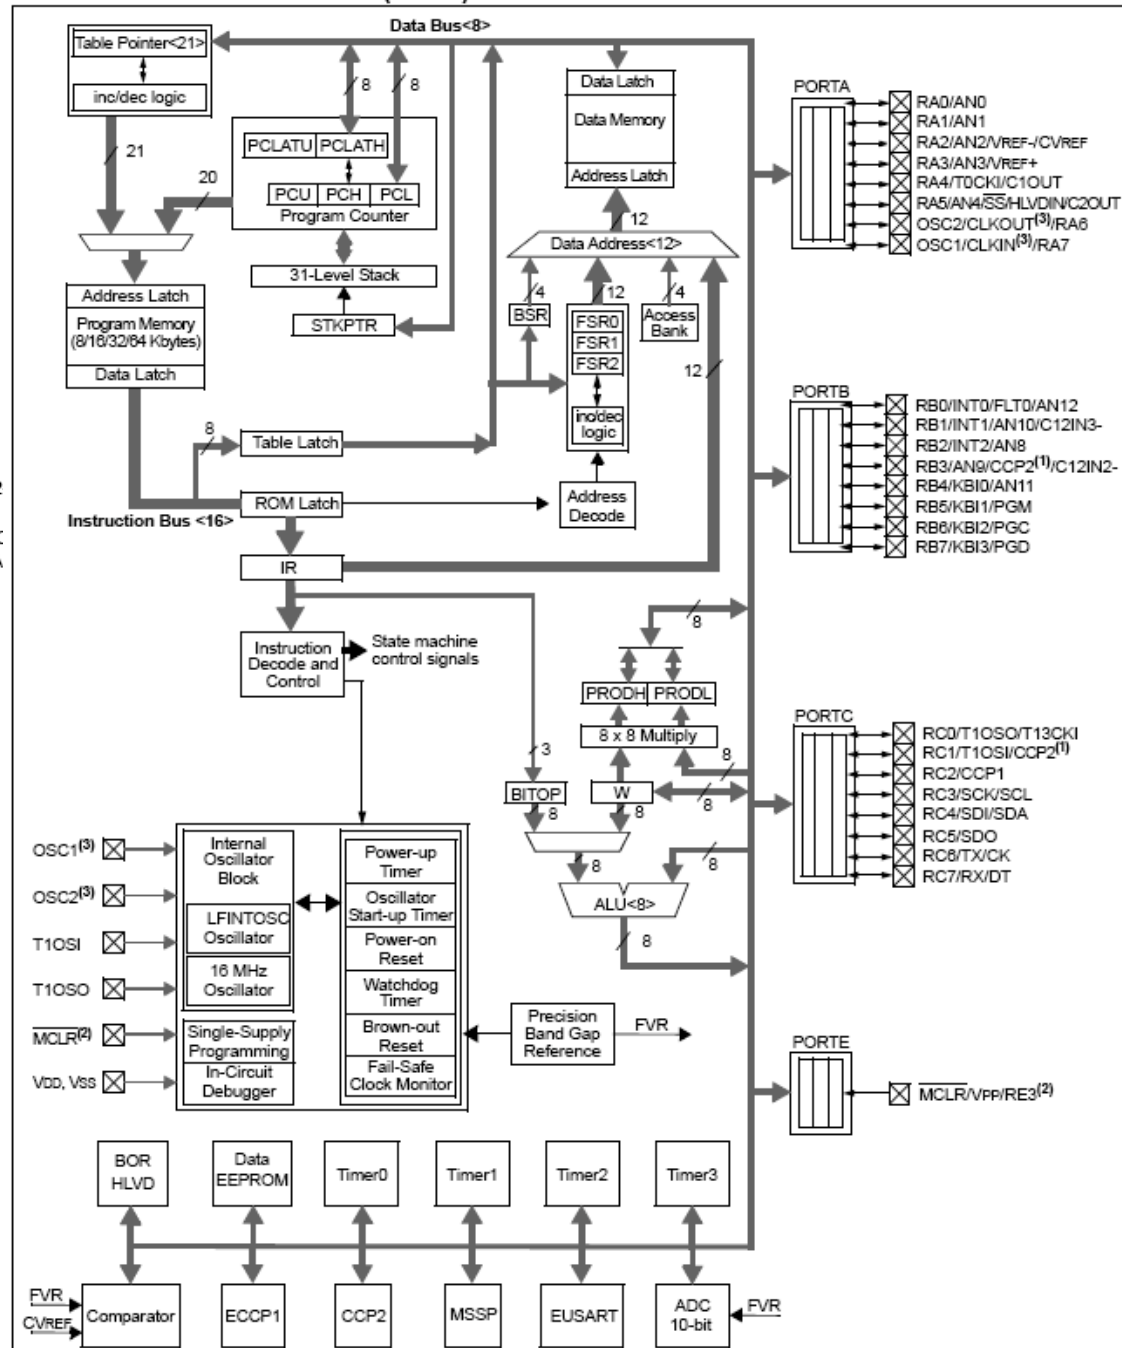 Data Bus<8>
Table Pointer<21>
inc/dec logic
21
20
8
8
PCLATU PCLATH
PCU PCH PCL
Program Counter
31-Level Stack
STKPTR
Address Latch
Program Memory
(8/16/32/64 Kbytes)
Data Latch
8
Table Latch
ROM Latch
Instruction Bus <16>
IR
Instruction
Decode and
Control
State machine
control signals
Data Latch
Data Memory
Address Latch
12
Data Address<12>
4
12
4
BSR
FSR0
FSR1
FSR2
inc/dec
logic
Access
Bank
12
Address
Decode
8
PRODH PRODL
8 x 8 Multiply
3
8
BITOP
W
8
8
8
8
8
ALU<8>
8
PORTA
RA0/AN0
RA1/AN1
RA2/AN2/VREF-/CVREF
RA3/AN3/VREF+
RA4/T0CKI/C1OUT
RA5/AN4/SS/HLVDIN/C2OUT
OSC2/CLKOUT(3)/RA6
OSC1/CLKIN(3)/RA7
PORTB
RB0/INT0/FLT0/AN12
RB1/INT1/AN10/C12IN3-
RB2/INT2/AN8
RB3/AN9/CCP2(1)/C12IN2-
RB4/KBI0/AN11
RB5/KBI1/PGM
RB6/KBI2/PGC
RB7/KBI3/PGD
PORTC
RC0/T1OSO/T13CKI
RC1/T1OSI/CCP2(1)
RC2/CCP1
RC3/SCK/SCL
RC4/SDI/SDA
RC5/SDO
RC6/TX/CK
RC7/RX/DT
PORTE
MCLR/VPP/RE3(2)
OSC1(3)
OSC2(3)
T1OSI
T1OSO
MCLR(2)
VDD, VSS
Internal
Oscillator
Block
LFINTOSC
Oscillator
16 MHz
Oscillator
Single-Supply
Programming
In-Circuit
Debugger
Power-up
Timer
Oscillator
Start-up Timer
Power-on
Reset
Watchdog
Timer
Brown-out
Reset
Fail-Safe
Clock Monitor
Precision
Band Gap
Reference
FVR
BOR
HLVD
Data
EEPROM
Timer0
Timer1
Timer2
Timer3
FVR
CVREF
Comparator
ECCP1
CCP2
MSSP
EUSART
ADC
10-bit
FVR